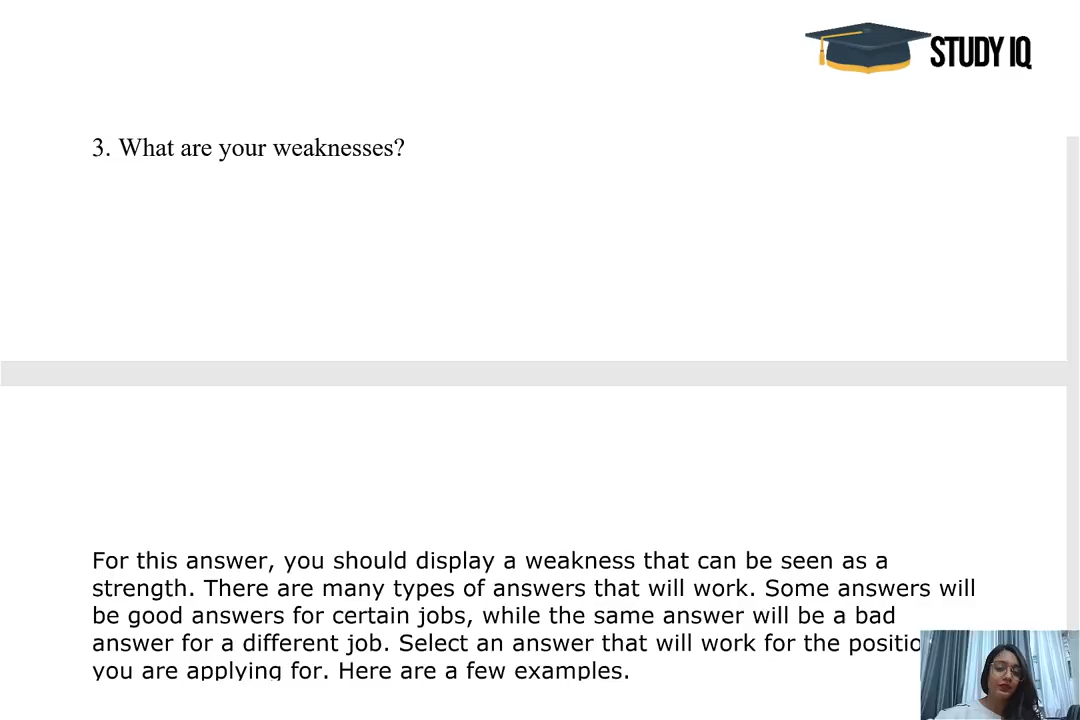 STUDY IQ
3. What are your weaknesses?
For this answer, you should display a weakness that can be seen as a
strength. There are many types of answers that will work. Some answers will
be good answers for certain jobs, while the same answer will be a bad
answer for a different job. Select an answer that will work for the positio
you are applying for. Here are a few examples.